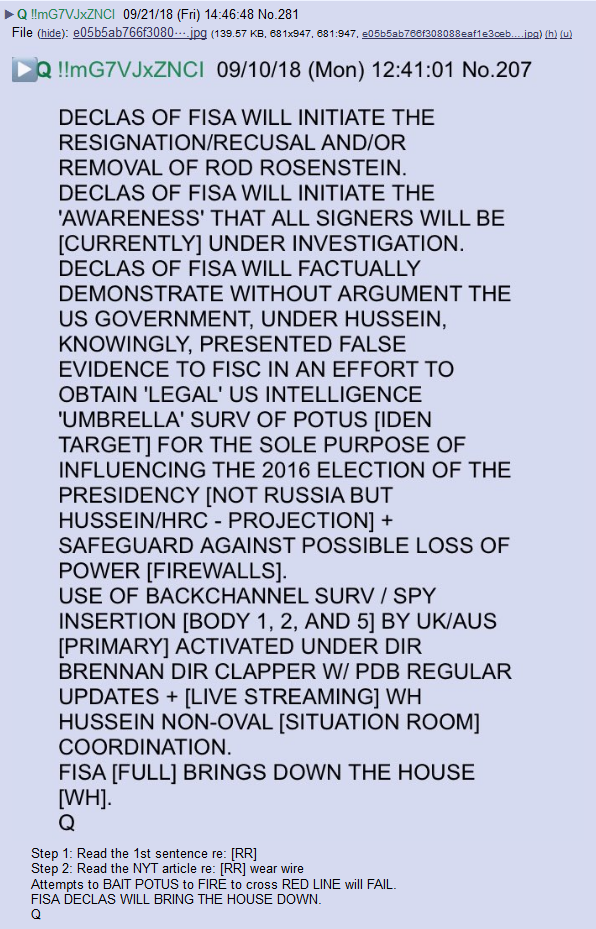 ▶ Q !!mG7VJxZNCI 09/21/18 (Fri) 14:46:48 No.281
File (hide): e05b5ab766f3080⋯.jpg (139.57 KB, 681x947, 681:947, e05b5ab766f308088eaf1e3ceb….jpg) (h) (u)
▶Q !!mG7VJxZNCI 09/10/18 (Mon) 12:41:01 No.207
DECLAS OF FISA WILL INITIATE THE
RESIGNATION/RECUSAL AND/OR
REMOVAL OF ROD ROSENSTEIN.
DECLAS OF FISA WILL INITIATE THE
'AWARENESS' THAT ALL SIGNERS WILL BE
[CURRENTLY] UNDER INVESTIGATION.
DECLAS OF FISA WILL FACTUALLY
DEMONSTRATE WITHOUT ARGUMENT THE
US GOVERNMENT, UNDER HUSSEIN,
KNOWINGLY, PRESENTED FALSE
EVIDENCE TO FISC IN AN EFFORT TO
OBTAIN 'LEGAL' US INTELLIGENCE
'UMBRELLA' SURV OF POTUS [IDEN
TARGET] FOR THE SOLE PURPOSE OF
INFLUENCING THE 2016 ELECTION OF THE
PRESIDENCY [NOT RUSSIA BUT
HUSSEIN/HRC - PROJECTION] +
SAFEGUARD AGAINST POSSIBLE LOSS OF
POWER [FIREWALLS].
USE OF BACKCHANNEL SURV / SPY
INSERTION [BODY 1, 2, AND 5] BY UK/AUS
[PRIMARY] ACTIVATED UNDER DIR
BRENNAN DIR CLAPPER W/ PDB REGULAR
UPDATES + [LIVE STREAMING] WH
HUSSEIN NON-OVAL [SITUATION ROOM]
COORDINATION.
FISA [FULL] BRINGS DOWN THE HOUSE
[WH].
Q
Step 1: Read the 1st sentence re: [RR]
Step 2: Read the NYT article re: [RR] wear wire
Attempts to BAIT POTUS to FIRE to cross RED LINE will FAIL.
FISA DECLAS WILL BRING THE HOUSE DOWN.
Q